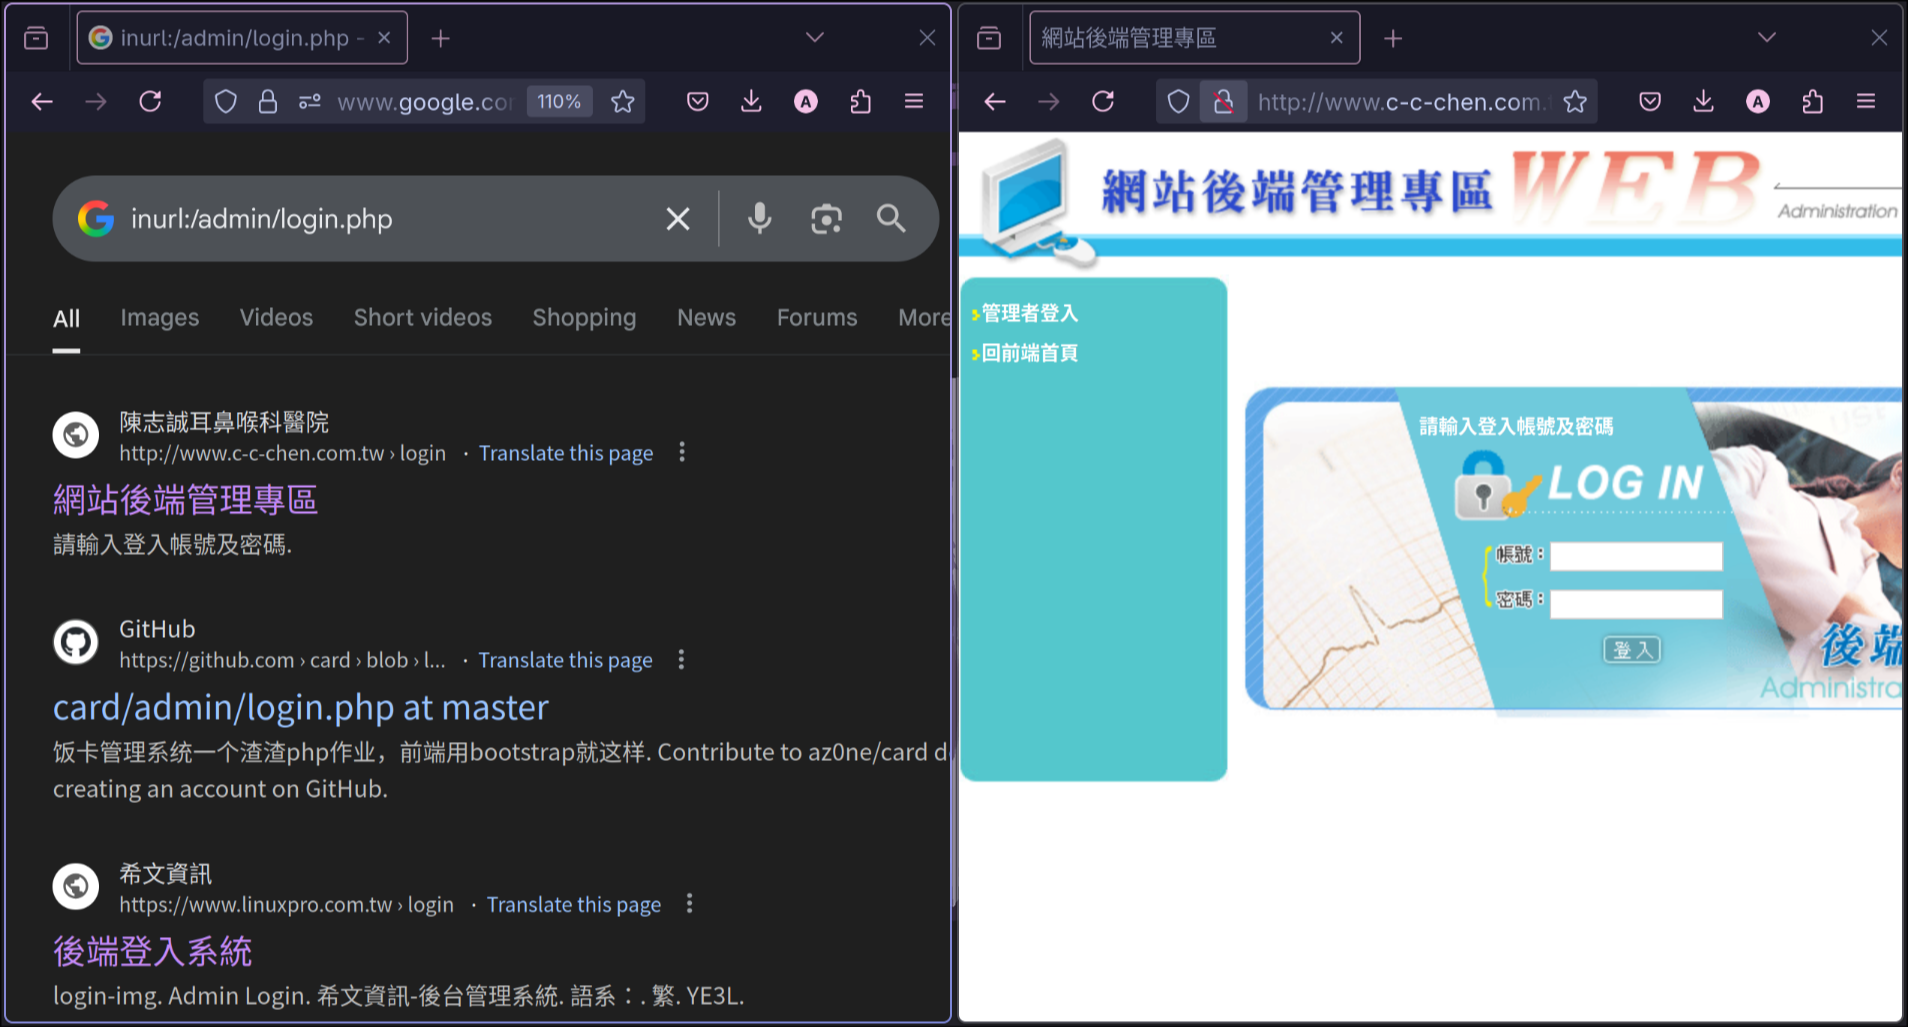 inurl:/admin/login.php -
www.google.cor
110%
A
inurl:/admin/login.php
All
Images
Videos
Short videos
Shopping
News
Forums
More
陳志誠耳鼻喉科醫院
http://www.c-c-chen.com.tw › login · Translate this page
網站後端管理專區
請輸入登入帳號及密碼.
GitHub
https://github.com › card › blob › l... · Translate this page
card/admin/login.php at master
饭卡管理系统一个渣渣php作业，前端用bootstrap就这样. Contribute to az0ne/card d
creating an account on GitHub.
希文資訊
https://www.linuxpro.com.tw › login · Translate this page
後端登入系統
login-img. Admin Login. 希文資訊-後台管理系統. 語系：. 繁. YE3L.
網站後端管理專區
http://www.c-c-chen.com.
A
網站後端管理專區 WEB
Administration
管理者登入
回前端首頁
請輸入登入帳號及密碼
LOG IN
帳號：
密碼：
登入
後端
Administra